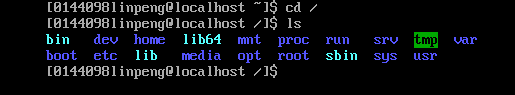 [0144098linpeng@localhost ~]$ cd /
[0144098linpeng@localhost /]$ ls
bin   dev  home  lib64  mnt  proc  run   srv  tmp  var
boot  etc  lib   media  opt  root  sbin  sys  usr
[0144098linpeng@localhost /]$